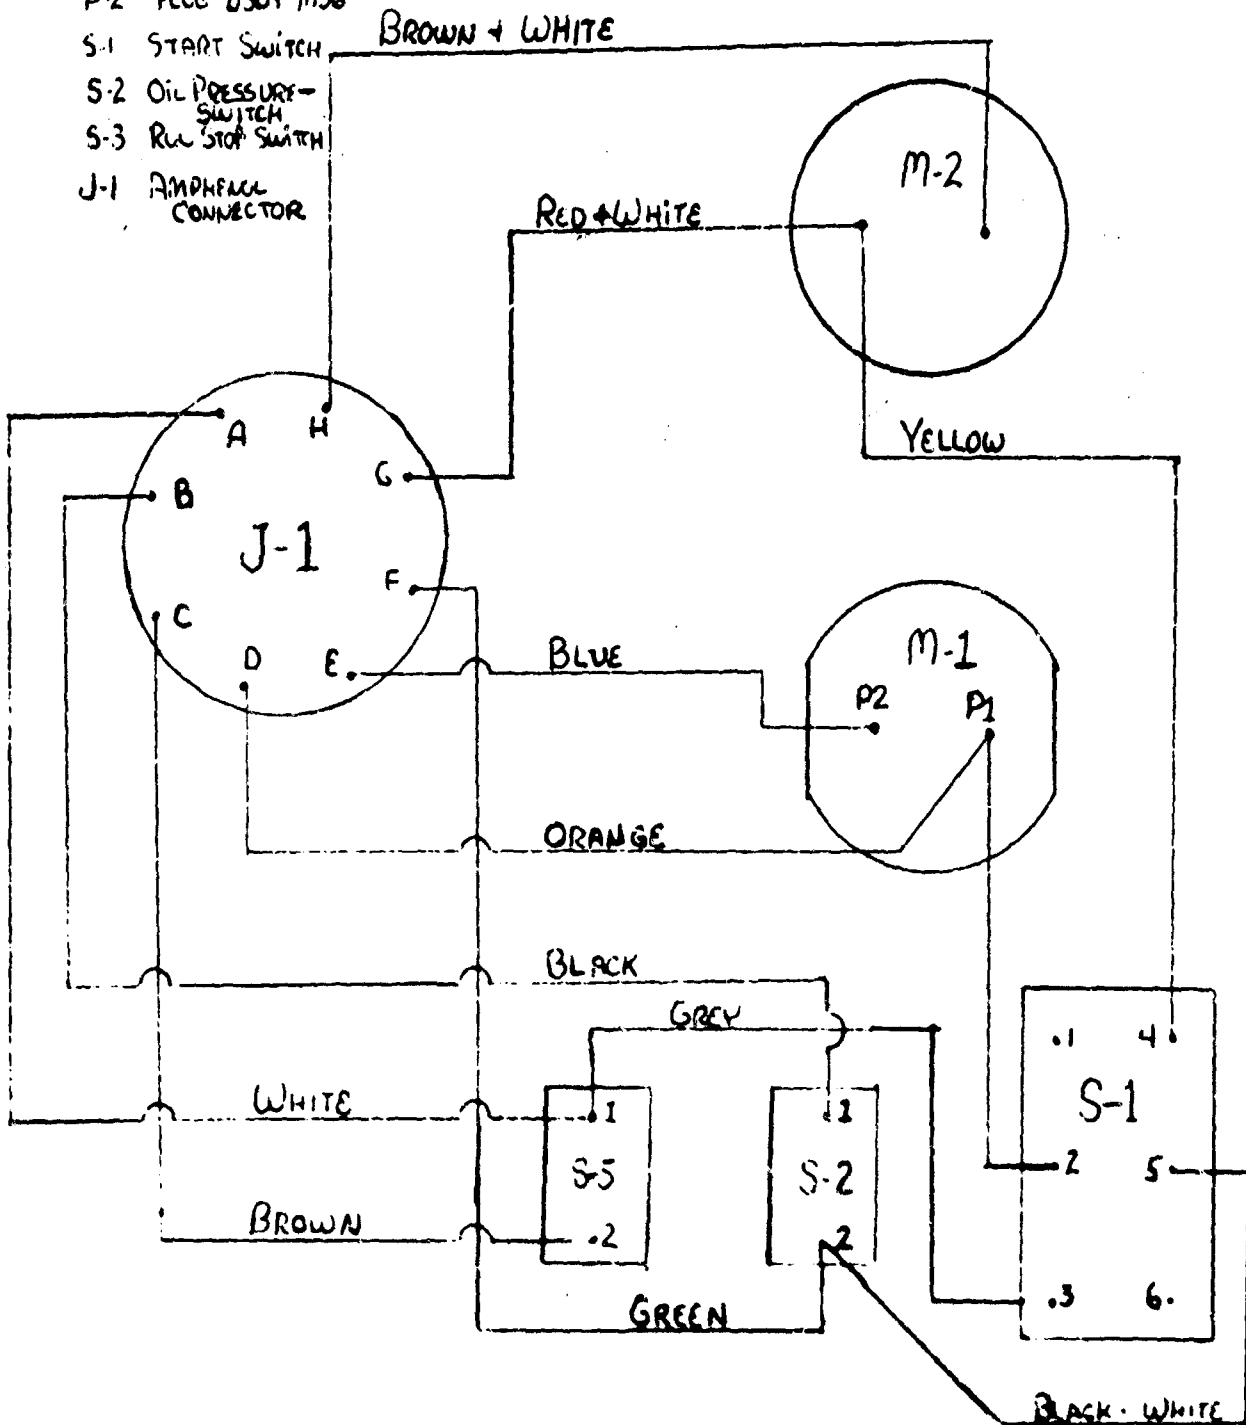 S-1 START SWITCH
S-2 OIL PRESSURE-
SWITCH
S-3 STOP SWITCH
J-1
CONNECTOR
BROWN + WHITE
M-2
RED + WHITE
YELLOW
A H
G
B
J-1
F
C
D E
BLUE
M-1
P2 P1
ORANGE
BLACK
GREY
WHITE
BROWN
GREEN
1
S-5
.2
1
S-2
2
.1 4
S-1
2 5
.3 6.
BLACK - WHITE